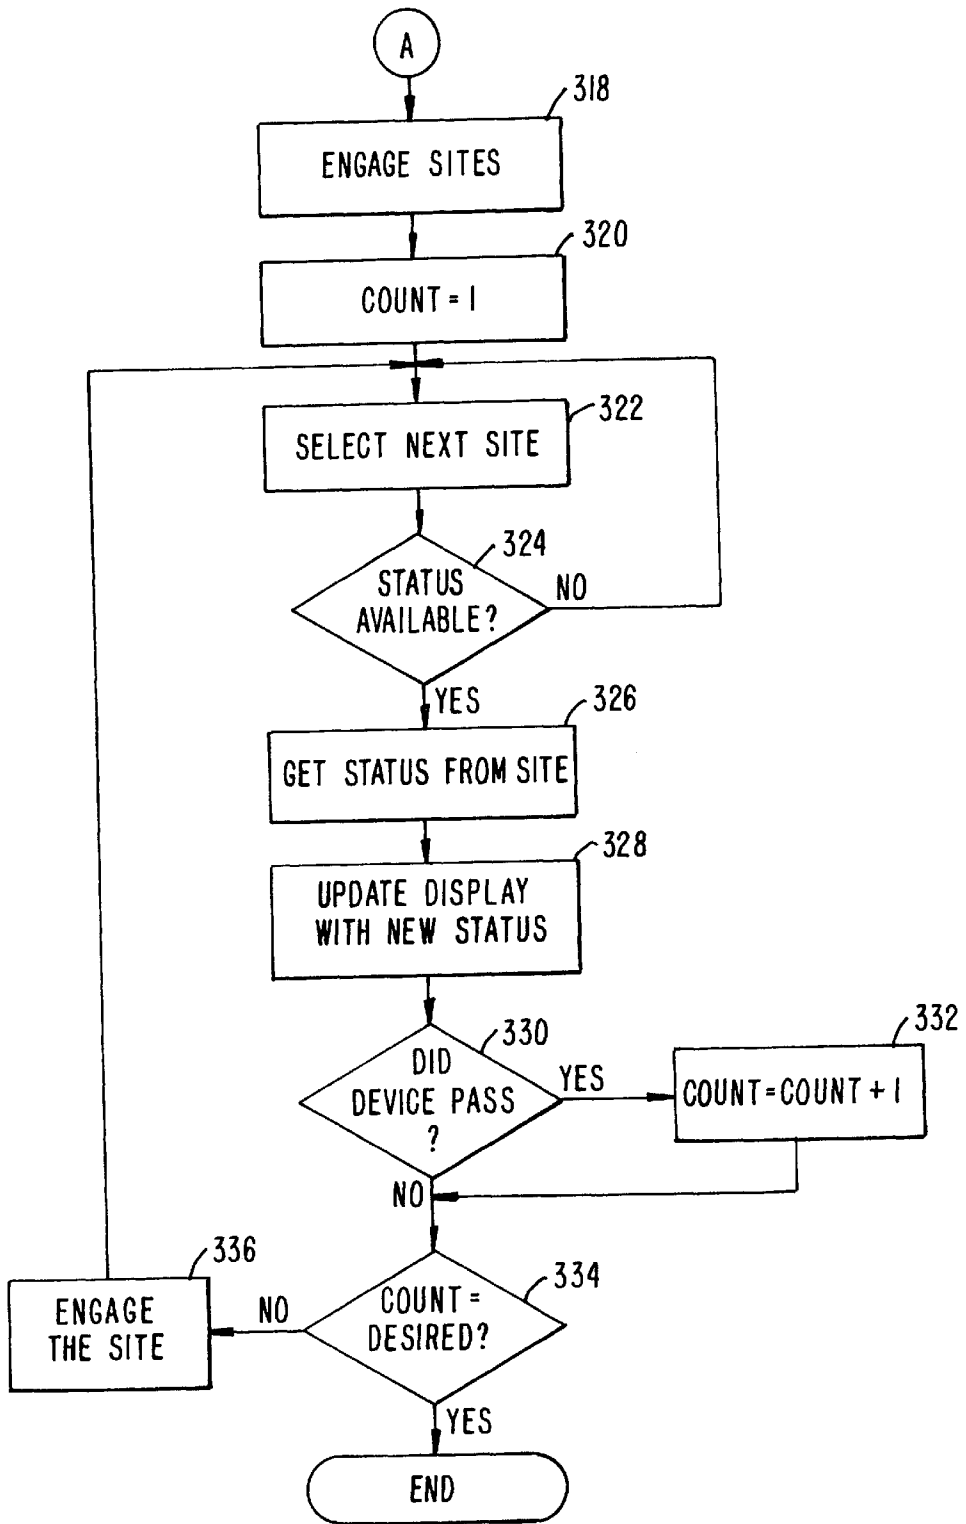 A
318
ENGAGE SITES
320
COUNT = 1
322
SELECT NEXT SITE
324
STATUS
AVAILABLE?
NO
YES
326
GET STATUS FROM SITE
328
UPDATE DISPLAY
WITH NEW STATUS
330
DID
DEVICE PASS
?
YES
332
COUNT=COUNT + 1
NO
334
COUNT =
DESIRED?
NO
336
ENGAGE
THE SITE
YES
END